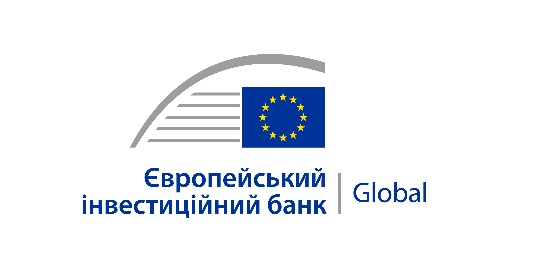 Європейський
інвестиційний банк
Global